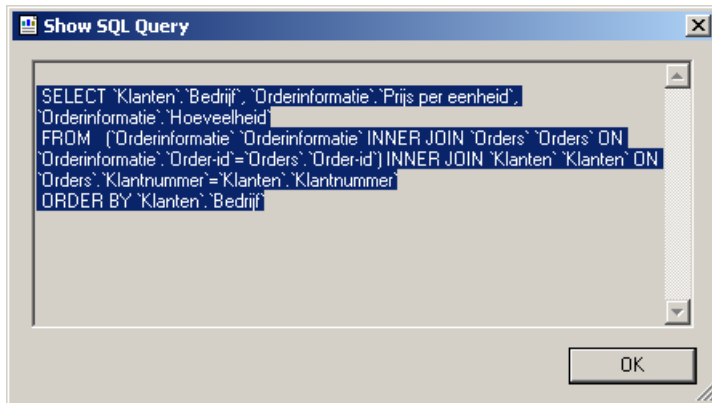 Show SQL Query
SELECT `Klanten`.`Bedrijf`, `Orderinformatie`.`Prijs per eenheid`,
`Orderinformatie`.`Hoeveelheid`
FROM   (`Orderinformatie` `Orderinformatie` INNER JOIN `Orders` `Orders` ON
`Orderinformatie`.`Order-id`=`Orders`.`Order-id`) INNER JOIN `Klanten` `Klanten` ON
`Orders`.`Klantnummer`=`Klanten`.`Klantnummer`
ORDER BY `Klanten`.`Bedrijf`
OK